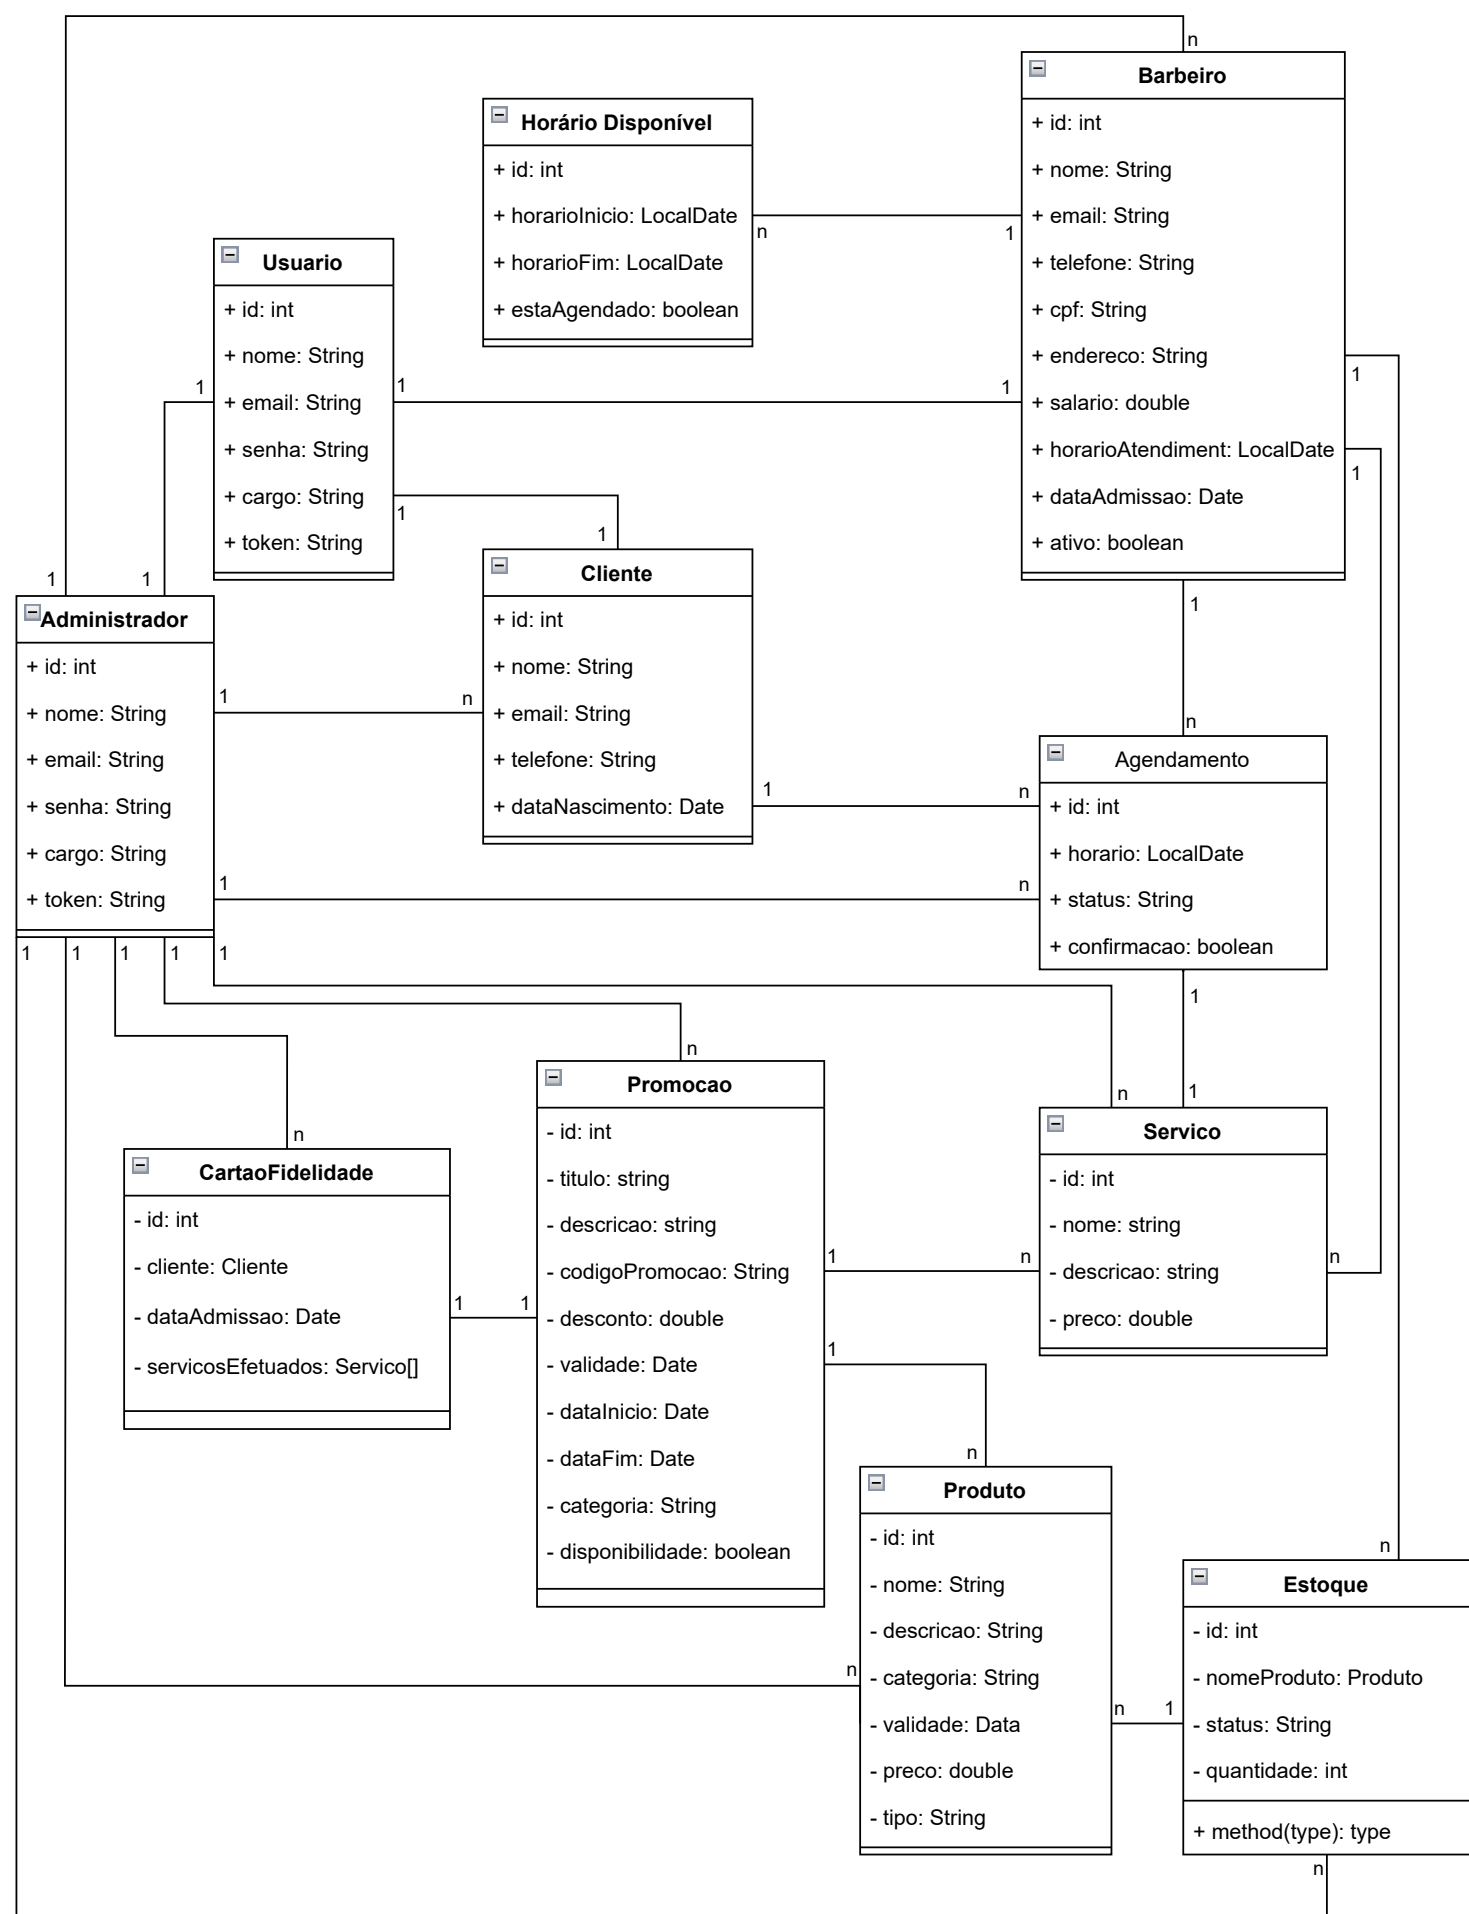 n
Barbeiro
+ id: int
+ nome: String
+ email: String
+ telefone: String
+ cpf: String
+ endereco: String
+ salario: double
+ horarioAtendiment: LocalDate
+ dataAdmissao: Date
+ ativo: boolean
Horário Disponível
+ id: int
+ horarioInicio: LocalDate
+ horarioFim: LocalDate
+ estaAgendado: boolean
n
1
Usuario
+ id: int
+ nome: String
+ email: String
+ senha: String
+ cargo: String
+ token: String
1
1
1
1
1
1
1
1
1
Cliente
+ id: int
+ nome: String
+ email: String
+ telefone: String
+ dataNascimento: Date
Administrador
+ id: int
+ nome: String
+ email: String
+ senha: String
+ cargo: String
+ token: String
1
n
1
n
1
n
1
n
Agendamento
+ id: int
+ horario: LocalDate
+ status: String
+ confirmacao: boolean
1
1
1
1
1
1
1
n
n
n
Promocao
- id: int
- titulo: string
- descricao: string
- codigoPromocao: String
- desconto: double
- validade: Date
- dataInicio: Date
- dataFim: Date
- categoria: String
- disponibilidade: boolean
Servico
- id: int
- nome: string
- descricao: string
- preco: double
CartaoFidelidade
- id: int
- cliente: Cliente
- dataAdmissao: Date
- servicosEfetuados: Servico[]
1
n
n
1
1
1
n
Produto
- id: int
- nome: String
- descricao: String
- categoria: String
- validade: Data
- preco: double
- tipo: String
n
n
1
n
Estoque
- id: int
- nomeProduto: Produto
- status: String
- quantidade: int
+ method(type): type
n